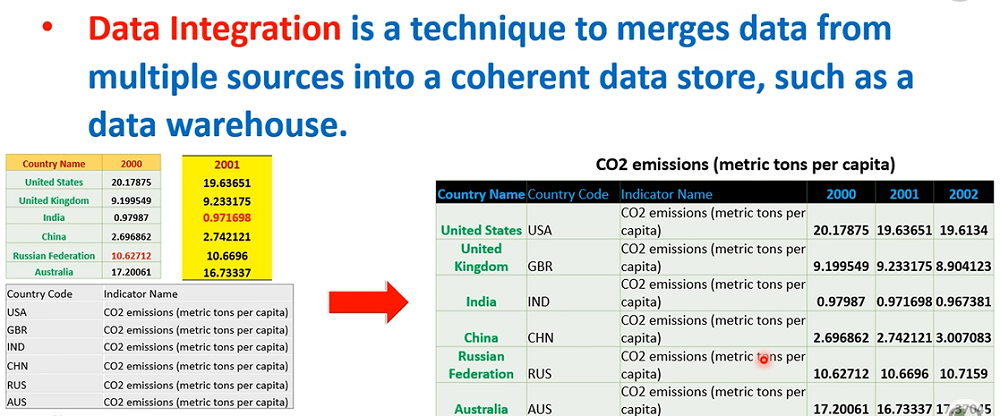 • Data Integration is a technique to merges data from
multiple sources into a coherent data store, such as a
data warehouse.
Country Name 2000
United States 20.17875
United Kingdom 9.199549
India 0.97987
China 2.696862
Russian Federation 10.62712
Australia 17.20061
2001
19.63651
9.233175
0.971698
2.742121
10.6696
16.73337
Country Code Indicator Name
USA CO2 emissions (metric tons per capita)
GBR CO2 emissions (metric tons per capita)
IND CO2 emissions (metric tons per capita)
CHN CO2 emissions (metric tons per capita)
RUS CO2 emissions (metric tons per capita)
AUS CO2 emissions (metric tons per capita)
CO2 emissions (metric tons per capita)
Country Name Country Code Indicator Name 2000 2001 2002
CO2 emissions (metric tons per
United States USA capita) 20.17875 19.63651 19.6134
United CO2 emissions (metric tons per
Kingdom GBR capita) 9.199549 9.233175 8.904123
CO2 emissions (metric tons per
India IND capita) 0.97987 0.971698 0.967381
CO2 emissions (metric tons per
China CHN capita) 2.696862 2.742121 3.007083
Russian CO2 emissions (metric tons per
Federation RUS capita) 10.62712 10.6696 10.7159
CO2 emissions (metric tons per
Australia AUS capita) 17.20061 16.73337